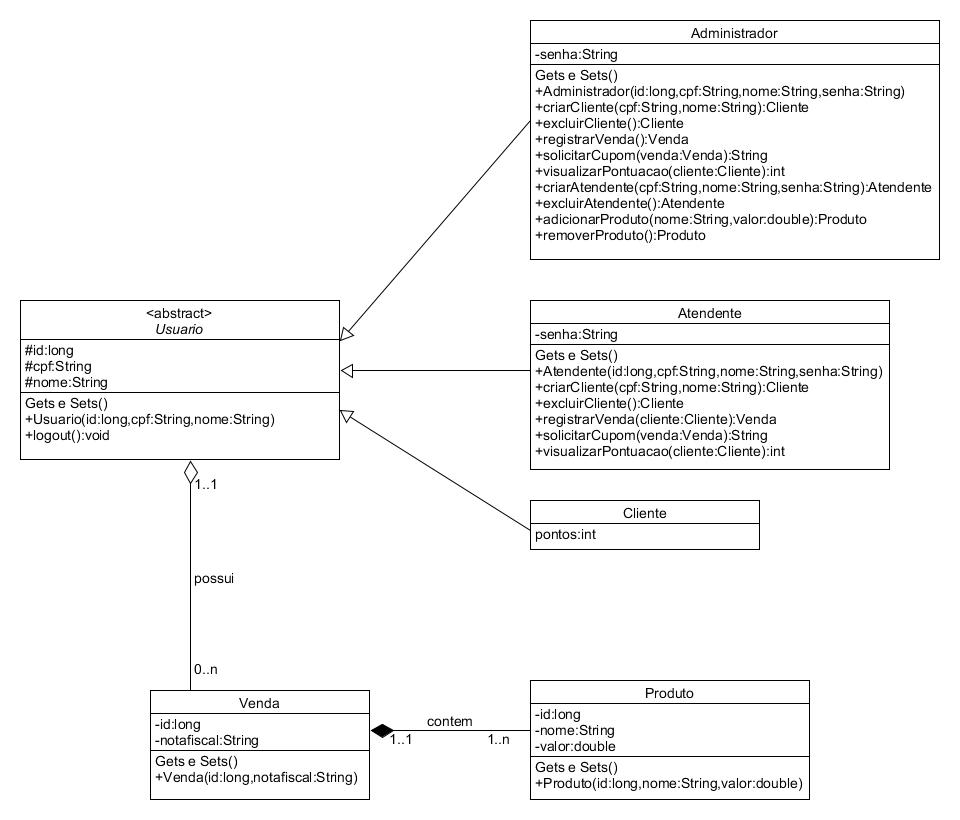 Administrador
-senha:String
Gets e Sets()
+Administrador(id:long,cpf:String,nome:String,senha:String)
+criarCliente(cpf:String,nome:String):Cliente
+excluirCliente():Cliente
+registrarVenda():Venda
+solicitarCupom(venda:Venda):String
+visualizarPontuacao(cliente:Cliente):int
+criarAtendente(cpf:String,nome:String,senha:String):Atendente
+excluirAtendente():Atendente
+adicionarProduto(nome:String,valor:double):Produto
+removerProduto():Produto
<abstract>
Usuario
#id:long
#cpf:String
#nome:String
Gets e Sets()
+Usuario(id:long,cpf:String,nome:String)
+logout():void
Atendente
-senha:String
Gets e Sets()
+Atendente(id:long,cpf:String,nome:String,senha:String)
+criarCliente(cpf:String,nome:String):Cliente
+excluirCliente():Cliente
+registrarVenda(cliente:Cliente):Venda
+solicitarCupom(venda:Venda):String
+visualizarPontuacao(cliente:Cliente):int
Cliente
pontos:int
1..1
possui
0..n
Venda
-id:long
-notafiscal:String
Gets e Sets()
+Venda(id:long,notafiscal:String)
contem
1..1
1..n
Produto
-id:long
-nome:String
-valor:double
Gets e Sets()
+Produto(id:long,nome:String,valor:double)